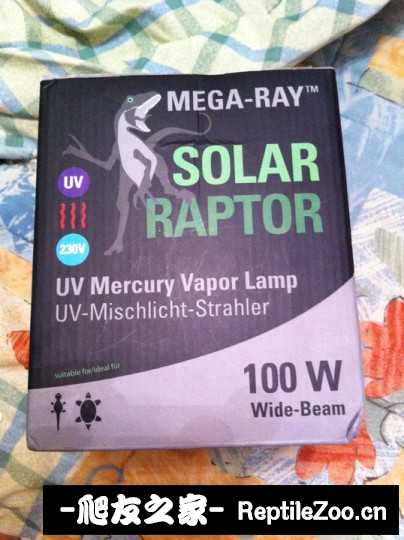 MEGA-RAY™
SOLAR
RAPTOR
UV
230V
UV Mercury Vapor Lamp
UV-Mischlicht-Strahler
suitable for/ideal für
100 W
Wide-Beam
-爬友之家- ReptileZoo.cn